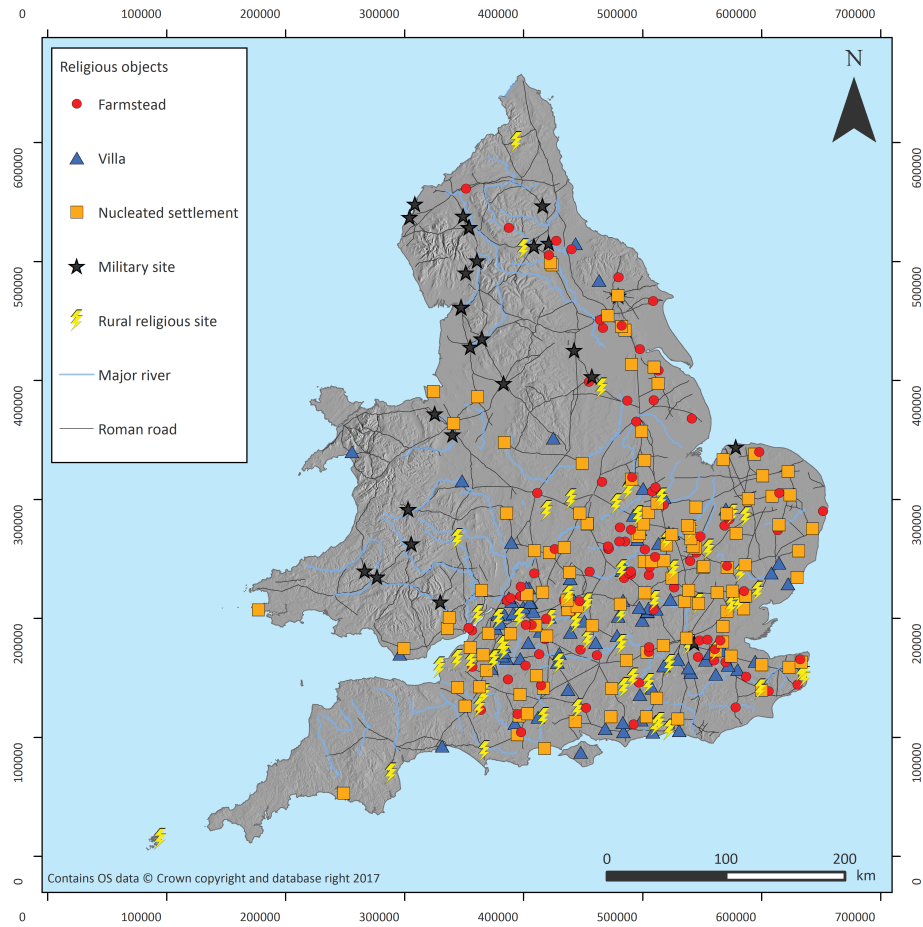 0 100000 200000 300000 400000 500000 600000 700000
600000 600000
500000 500000
400000 400000
300000 300000
200000 200000
100000 100000
0 0
Religious objects
Farmstead
Villa
Nucleated settlement
Military site
Rural religious site
Major river
Roman road
N
0 100 200
km
Contains OS data © Crown copyright and database right 2017
0 100000 200000 300000 400000 500000 600000 700000